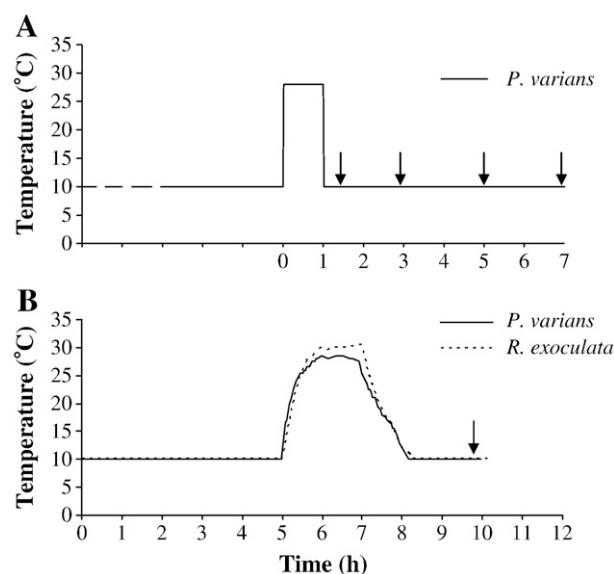 A
Temperature (°C)
35
30
25
20
15
10
5
0
P. varians
0 1 2 3 4 5 6 7
B
Temperature (°C)
35
30
25
20
15
10
5
0
P. varians
R. exoculata
0 1 2 3 4 5 6 7 8 9 10 11 12
Time (h)